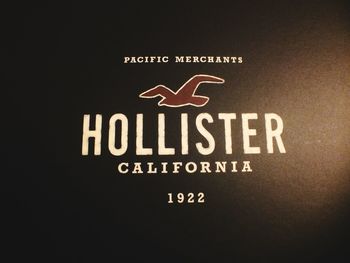 PACIFIC MERCHANTS
HOLLISTER
CALIFORNIA
1922